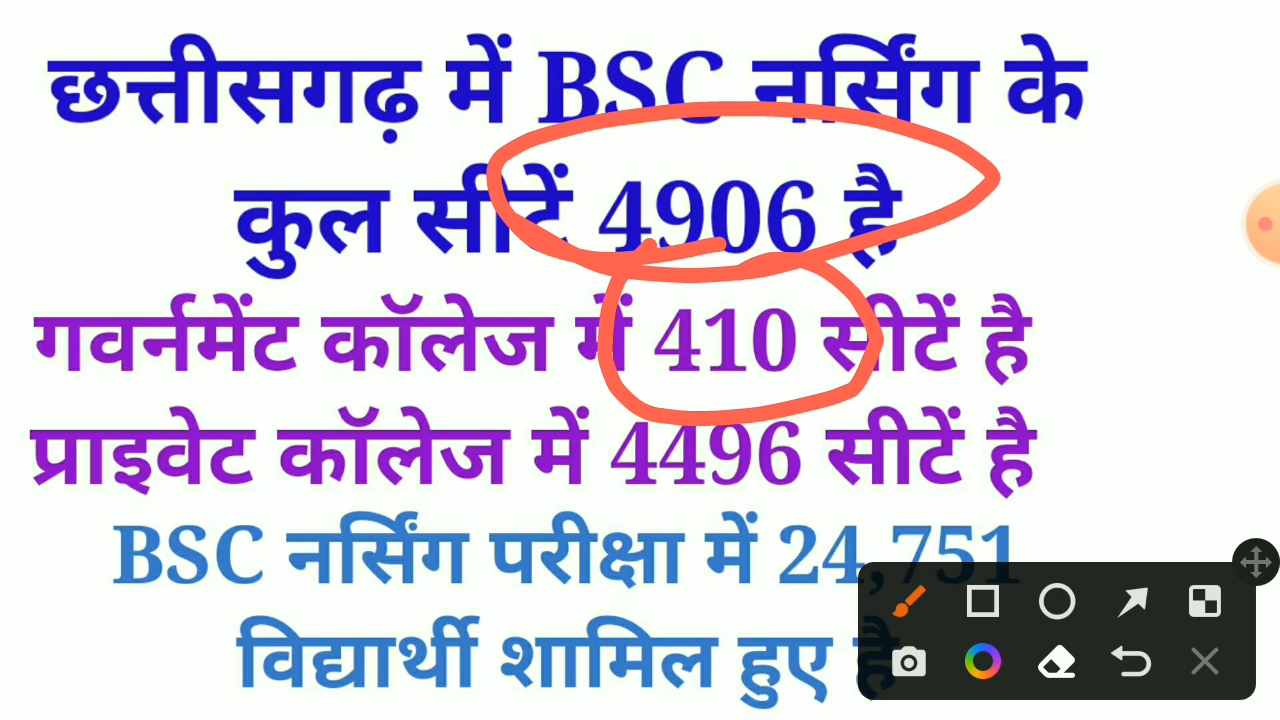 छत्तीसगढ़ में BSC नर्सिंग के
कुल सीटें 4906 है
गवर्नमेंट कॉलेज में 410 सीटें है
प्राइवेट कॉलेज में 4496 सीटें है
BSC नर्सिंग परीक्षा में 24,751
विद्यार्थी शामिल हुए है